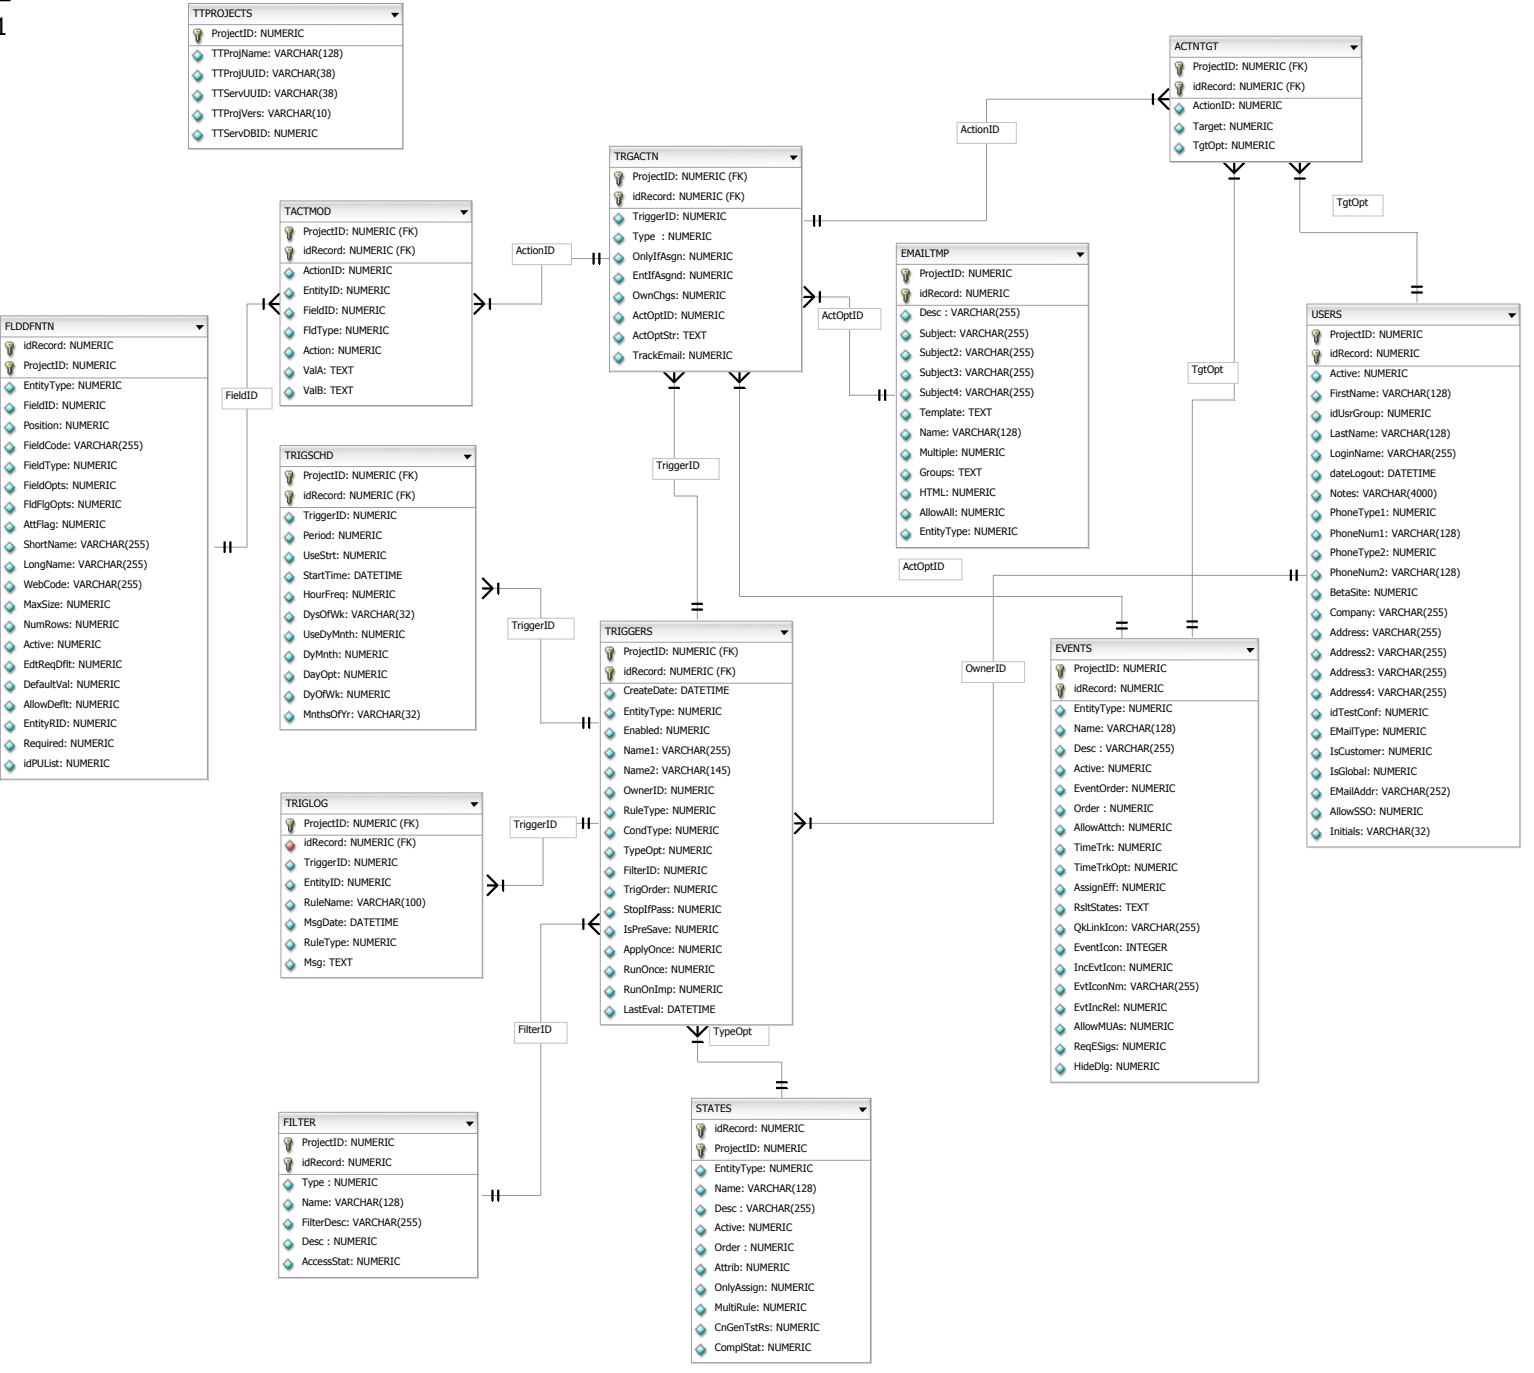 1
TTPROJECTS
ProjectID: NUMERIC
TTProjName: VARCHAR(128)
TTProjUUID: VARCHAR(38)
TTServUUID: VARCHAR(38)
TTProjVers: VARCHAR(10)
TTServDBID: NUMERIC
ACTNTGT
ProjectID: NUMERIC (FK)
idRecord: NUMERIC (FK)
ActionID: NUMERIC
Target: NUMERIC
TgtOpt: NUMERIC
ActionID
TRGACTN
ProjectID: NUMERIC (FK)
idRecord: NUMERIC (FK)
TriggerID: NUMERIC
Type : NUMERIC
OnlyIfAsgn: NUMERIC
EntIfAsgnd: NUMERIC
OwnChgs: NUMERIC
ActOptID: NUMERIC
ActOptStr: TEXT
TrackEmail: NUMERIC
TgtOpt
TACTMOD
ProjectID: NUMERIC (FK)
idRecord: NUMERIC (FK)
ActionID: NUMERIC
EntityID: NUMERIC
FieldID: NUMERIC
FldType: NUMERIC
Action: NUMERIC
ValA: TEXT
ValB: TEXT
ActionID
EMAILTMP
ProjectID: NUMERIC
idRecord: NUMERIC
Desc : VARCHAR(255)
Subject: VARCHAR(255)
Subject2: VARCHAR(255)
Subject3: VARCHAR(255)
Subject4: VARCHAR(255)
Template: TEXT
Name: VARCHAR(128)
Multiple: NUMERIC
Groups: TEXT
HTML: NUMERIC
AllowAll: NUMERIC
EntityType: NUMERIC
ActOptID
USERS
ProjectID: NUMERIC
idRecord: NUMERIC
Active: NUMERIC
FirstName: VARCHAR(128)
idUsrGroup: NUMERIC
LastName: VARCHAR(128)
LoginName: VARCHAR(255)
dateLogout: DATETIME
Notes: VARCHAR(4000)
PhoneType1: NUMERIC
PhoneNum1: VARCHAR(128)
PhoneType2: NUMERIC
PhoneNum2: VARCHAR(128)
BetaSite: NUMERIC
Company: VARCHAR(255)
Address: VARCHAR(255)
Address2: VARCHAR(255)
Address3: VARCHAR(255)
Address4: VARCHAR(255)
idTestConf: NUMERIC
EMailType: NUMERIC
IsCustomer: NUMERIC
IsGlobal: NUMERIC
EMailAddr: VARCHAR(252)
AllowSSO: NUMERIC
Initials: VARCHAR(32)
FLDDFNTN
idRecord: NUMERIC
ProjectID: NUMERIC
EntityType: NUMERIC
FieldID: NUMERIC
Position: NUMERIC
FieldCode: VARCHAR(255)
FieldType: NUMERIC
FieldOpts: NUMERIC
FldFlgOpts: NUMERIC
AttFlag: NUMERIC
ShortName: VARCHAR(255)
LongName: VARCHAR(255)
WebCode: VARCHAR(255)
MaxSize: NUMERIC
NumRows: NUMERIC
Active: NUMERIC
EdtReqDflt: NUMERIC
DefaultVal: NUMERIC
AllowDeflt: NUMERIC
EntityRID: NUMERIC
Required: NUMERIC
idPUList: NUMERIC
FieldID
TgtOpt
TRIGSCHD
ProjectID: NUMERIC (FK)
idRecord: NUMERIC (FK)
TriggerID: NUMERIC
Period: NUMERIC
UseStrt: NUMERIC
StartTime: DATETIME
HourFreq: NUMERIC
DysOfWk: VARCHAR(32)
UseDyMnth: NUMERIC
DyMnth: NUMERIC
DayOpt: NUMERIC
DyOfWk: NUMERIC
MnthsOfYr: VARCHAR(32)
TriggerID
ActOptID
TriggerID
TRIGGERS
ProjectID: NUMERIC (FK)
idRecord: NUMERIC (FK)
CreateDate: DATETIME
EntityType: NUMERIC
Enabled: NUMERIC
Name1: VARCHAR(255)
Name2: VARCHAR(145)
OwnerID: NUMERIC
RuleType: NUMERIC
CondType: NUMERIC
TypeOpt: NUMERIC
FilterID: NUMERIC
TrigOrder: NUMERIC
StopIfPass: NUMERIC
IsPreSave: NUMERIC
ApplyOnce: NUMERIC
RunOnce: NUMERIC
RunOnImp: NUMERIC
LastEval: DATETIME
OwnerID
EVENTS
ProjectID: NUMERIC
idRecord: NUMERIC
EntityType: NUMERIC
Name: VARCHAR(128)
Desc : VARCHAR(255)
Active: NUMERIC
EventOrder: NUMERIC
Order : NUMERIC
AllowAttch: NUMERIC
TimeTrk: NUMERIC
TimeTrkOpt: NUMERIC
AssignEff: NUMERIC
RsltStates: TEXT
QkLinkIcon: VARCHAR(255)
EventIcon: INTEGER
IncEvtIcon: NUMERIC
EvtIconNm: VARCHAR(255)
EvtIncRel: NUMERIC
AllowMUAs: NUMERIC
ReqESigs: NUMERIC
HideDlg: NUMERIC
TRIGLOG
ProjectID: NUMERIC (FK)
idRecord: NUMERIC (FK)
TriggerID: NUMERIC
EntityID: NUMERIC
RuleName: VARCHAR(100)
MsgDate: DATETIME
RuleType: NUMERIC
Msg: TEXT
TriggerID
FilterID
TypeOpt
FILTER
ProjectID: NUMERIC
idRecord: NUMERIC
Type : NUMERIC
Name: VARCHAR(128)
FilterDesc: VARCHAR(255)
Desc : NUMERIC
AccessStat: NUMERIC
STATES
idRecord: NUMERIC
ProjectID: NUMERIC
EntityType: NUMERIC
Name: VARCHAR(128)
Desc : VARCHAR(255)
Active: NUMERIC
Order : NUMERIC
Attrib: NUMERIC
OnlyAssign: NUMERIC
MultiRule: NUMERIC
CnGenTstRs: NUMERIC
ComplStat: NUMERIC